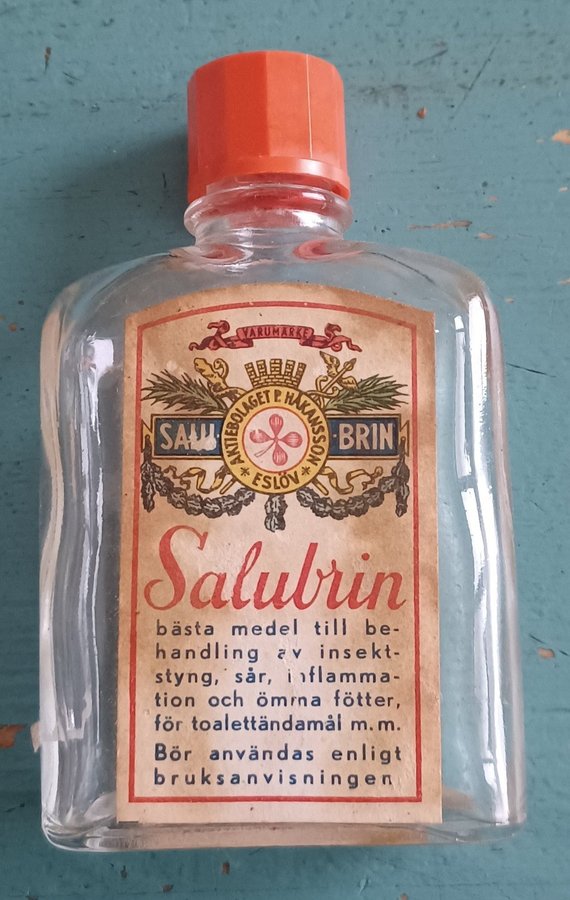 VARUMÄRKE
AKTIEBOLAGET P. HÅKANSSON
SALU BRIN
ESLÖV
Salubrin
bästa medel till be-
handling av insekt-
styng, sår, inflamma-
tion och ömma fötter,
för toalettändamål m.m.
Bör användas enligt
bruksanvisningen